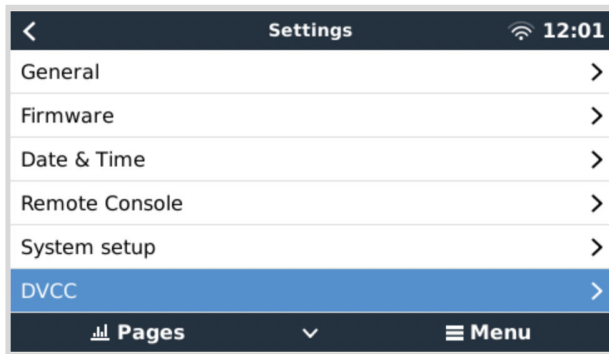 Settings 12:01
General
Firmware
Date & Time
Remote Console
System setup
DVCC
Pages Menu